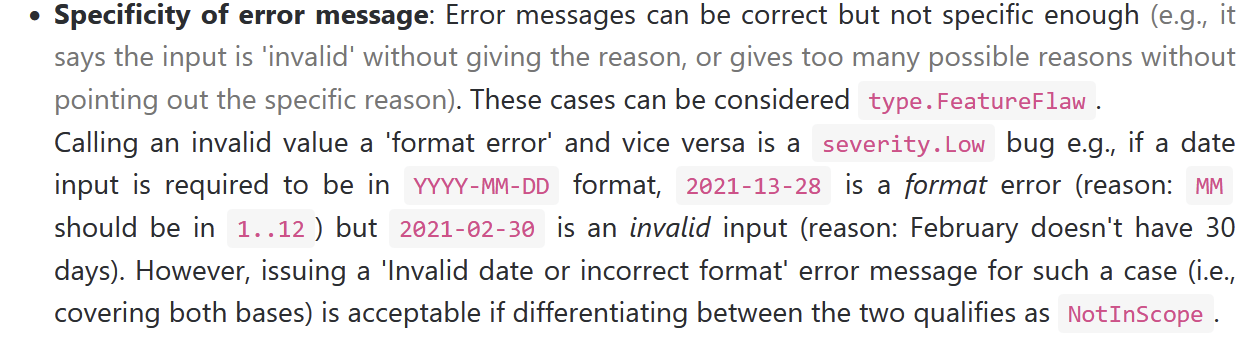 • Specificity of error message: Error messages can be correct but not specific enough (e.g., it
says the input is 'invalid' without giving the reason, or gives too many possible reasons without
pointing out the specific reason). These cases can be considered type.FeatureFlaw.
Calling an invalid value a 'format error' and vice versa is a severity.Low bug e.g., if a date
input is required to be in YYYY-MM-DD format, 2021-13-28 is a format error (reason: MM
should be in 1..12) but 2021-02-30 is an invalid input (reason: February doesn't have 30
days). However, issuing a 'Invalid date or incorrect format' error message for such a case (i.e.,
covering both bases) is acceptable if differentiating between the two qualifies as NotInScope.